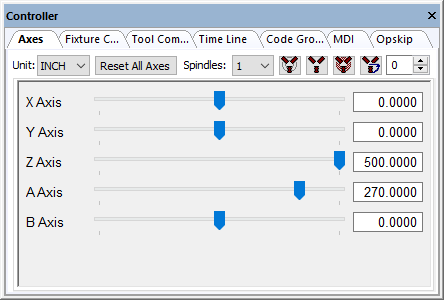 Controller
Axes Fixture C... Tool Com... Time Line Code Gro... MDI Opskip
Unit: INCH Reset All Axes Spindles: 1 0
X Axis 0.0000
Y Axis 0.0000
Z Axis 500.0000
A Axis 270.0000
B Axis 0.0000